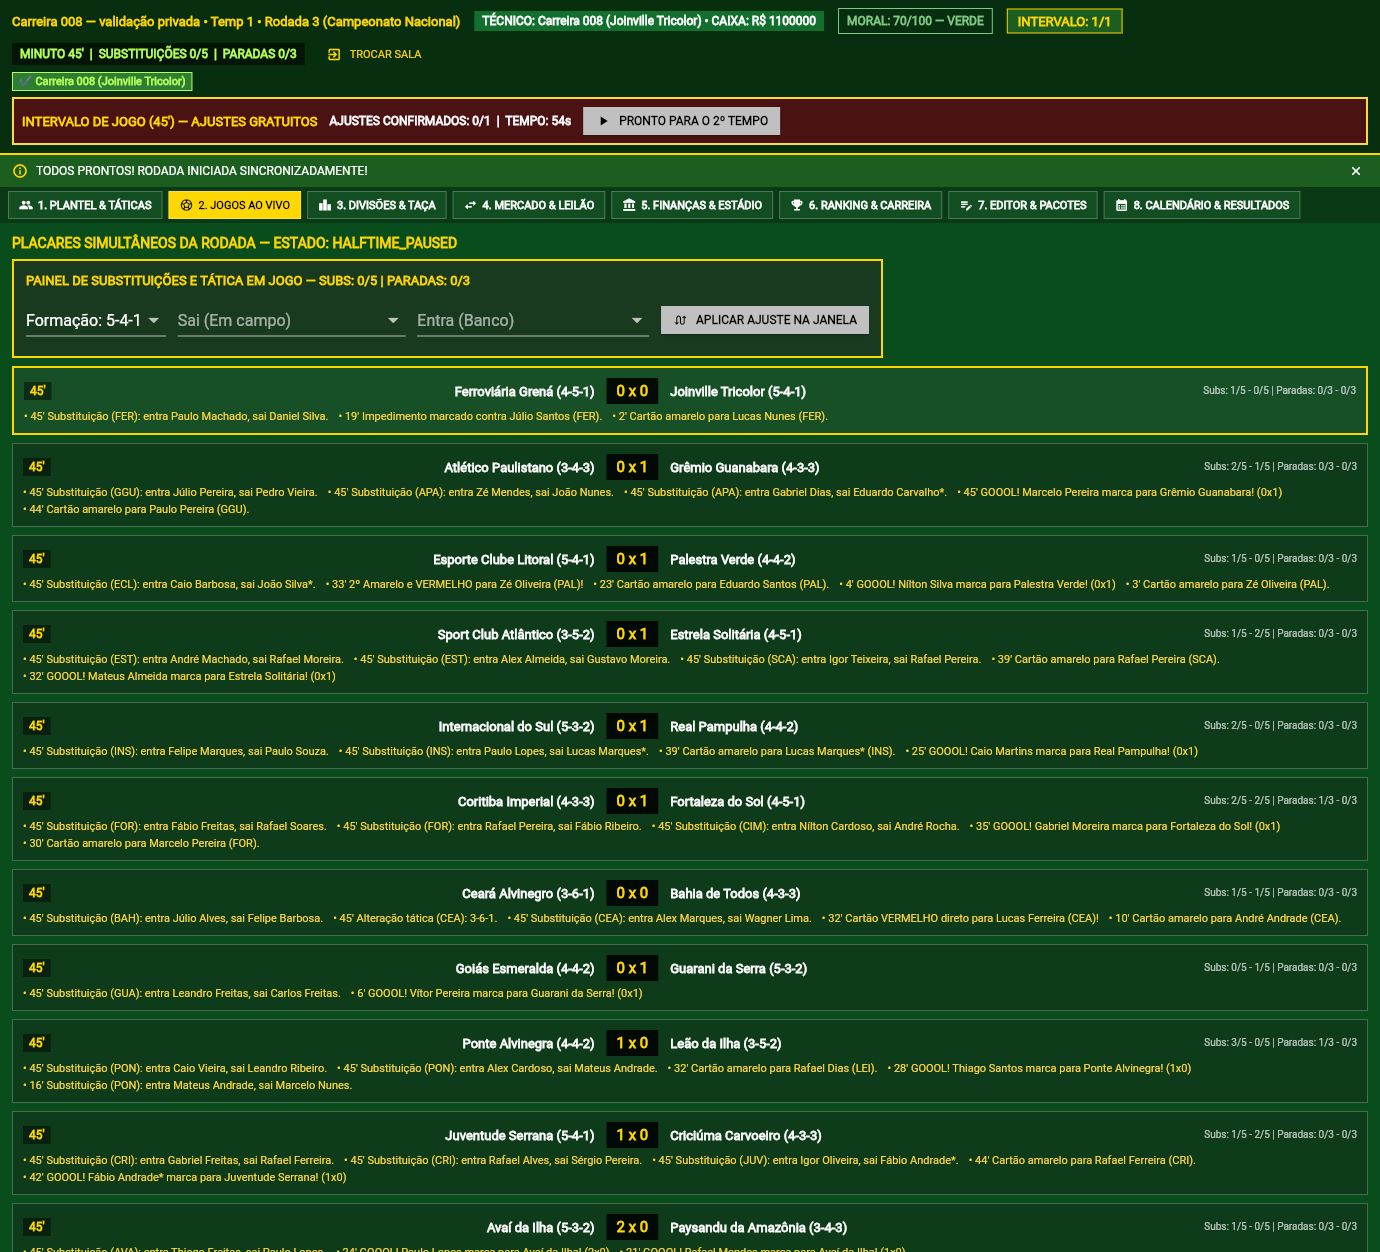 Carreira 008 — validação privada • Temp 1 • Rodada 3 (Campeonato Nacional) TÉCNICO: Carreira 008 (Joinville Tricolor) • CAIXA: R$ 1100000 MORAL: 70/100 — VERDE INTERVALO: 1/1
MINUTO 45' | SUBSTITUIÇÕES 0/5 | PARADAS 0/3 TROCAR SALA
✔ Carreira 008 (Joinville Tricolor)
INTERVALO DE JOGO (45') — AJUSTES GRATUITOS AJUSTES CONFIRMADOS: 0/1 | TEMPO: 54s PRONTO PARA O 2º TEMPO
TODOS PRONTOS! RODADA INICIADA SINCRONIZADAMENTE!
1. PLANTEL & TÁTICAS 2. JOGOS AO VIVO 3. DIVISÕES & TAÇA 4. MERCADO & LEILÃO 5. FINANÇAS & ESTÁDIO 6. RANKING & CARREIRA 7. EDITOR & PACOTES 8. CALENDÁRIO & RESULTADOS
PLACARES SIMULTÂNEOS DA RODADA — ESTADO: HALFTIME_PAUSED
PAINEL DE SUBSTITUIÇÕES E TÁTICA EM JOGO — SUBS: 0/5 | PARADAS: 0/3
Formação: 5-4-1 Sai (Em campo) Entra (Banco) APLICAR AJUSTE NA JANELA
45' Ferroviária Grená (4-5-1) 0 x 0 Joinville Tricolor (5-4-1) Subs: 1/5 - 0/5 | Paradas: 0/3 - 0/3
• 45' Substituição (FER): entra Paulo Machado, sai Daniel Silva. • 19' Impedimento marcado contra Júlio Santos (FER). • 2' Cartão amarelo para Lucas Nunes (FER).
45' Atlético Paulistano (3-4-3) 0 x 1 Grêmio Guanabara (4-3-3) Subs: 2/5 - 1/5 | Paradas: 0/3 - 0/3
• 45' Substituição (GGU): entra Júlio Pereira, sai Pedro Vieira. • 45' Substituição (APA): entra Zé Mendes, sai João Nunes. • 45' Substituição (APA): entra Gabriel Dias, sai Eduardo Carvalho*. • 45' GOOOL! Marcelo Pereira marca para Grêmio Guanabara! (0x1)
• 44' Cartão amarelo para Paulo Pereira (GGU).
45' Esporte Clube Litoral (5-4-1) 0 x 1 Palestra Verde (4-4-2) Subs: 1/5 - 0/5 | Paradas: 0/3 - 0/3
• 45' Substituição (ECL): entra Caio Barbosa, sai João Silva*. • 33' 2º Amarelo e VERMELHO para Zé Oliveira (PAL)! • 23' Cartão amarelo para Eduardo Santos (PAL). • 4' GOOOL! Nílton Silva marca para Palestra Verde! (0x1) • 3' Cartão amarelo para Zé Oliveira (PAL).
45' Sport Club Atlântico (3-5-2) 0 x 1 Estrela Solitária (4-5-1) Subs: 1/5 - 2/5 | Paradas: 0/3 - 0/3
• 45' Substituição (EST): entra André Machado, sai Rafael Moreira. • 45' Substituição (EST): entra Alex Almeida, sai Gustavo Moreira. • 45' Substituição (SCA): entra Igor Teixeira, sai Rafael Pereira. • 39' Cartão amarelo para Rafael Pereira (SCA).
• 32' GOOOL! Mateus Almeida marca para Estrela Solitária! (0x1)
45' Internacional do Sul (5-3-2) 0 x 1 Real Pampulha (4-4-2) Subs: 2/5 - 0/5 | Paradas: 0/3 - 0/3
• 45' Substituição (INS): entra Felipe Marques, sai Paulo Souza. • 45' Substituição (INS): entra Paulo Lopes, sai Lucas Marques*. • 39' Cartão amarelo para Lucas Marques* (INS). • 25' GOOOL! Caio Martins marca para Real Pampulha! (0x1)
45' Coritiba Imperial (4-3-3) 0 x 1 Fortaleza do Sol (4-5-1) Subs: 2/5 - 2/5 | Paradas: 1/3 - 0/3
• 45' Substituição (FOR): entra Fábio Freitas, sai Rafael Soares. • 45' Substituição (FOR): entra Rafael Pereira, sai Fábio Ribeiro. • 45' Substituição (CIM): entra Nílton Cardoso, sai André Rocha. • 35' GOOOL! Gabriel Moreira marca para Fortaleza do Sol! (0x1)
• 30' Cartão amarelo para Marcelo Pereira (FOR).
45' Ceará Alvinegro (3-6-1) 0 x 0 Bahia de Todos (4-3-3) Subs: 1/5 - 1/5 | Paradas: 0/3 - 0/3
• 45' Substituição (BAH): entra Júlio Alves, sai Felipe Barbosa. • 45' Alteração tática (CEA): 3-6-1. • 45' Substituição (CEA): entra Alex Marques, sai Wagner Lima. • 32' Cartão VERMELHO direto para Lucas Ferreira (CEA)! • 10' Cartão amarelo para André Andrade (CEA).
45' Goiás Esmeralda (4-4-2) 0 x 1 Guarani da Serra (5-3-2) Subs: 0/5 - 1/5 | Paradas: 0/3 - 0/3
• 45' Substituição (GUA): entra Leandro Freitas, sai Carlos Freitas. • 6' GOOOL! Vítor Pereira marca para Guarani da Serra! (0x1)
45' Ponte Alvinegra (4-4-2) 1 x 0 Leão da Ilha (3-5-2) Subs: 3/5 - 0/5 | Paradas: 1/3 - 0/3
• 45' Substituição (PON): entra Caio Vieira, sai Leandro Ribeiro. • 45' Substituição (PON): entra Alex Cardoso, sai Mateus Andrade. • 32' Cartão amarelo para Rafael Dias (LEI). • 28' GOOOL! Thiago Santos marca para Ponte Alvinegra! (1x0)
• 16' Substituição (PON): entra Mateus Andrade, sai Marcelo Nunes.
45' Juventude Serrana (5-4-1) 1 x 0 Criciúma Carvoeiro (4-3-3) Subs: 1/5 - 2/5 | Paradas: 0/3 - 0/3
• 45' Substituição (CRI): entra Gabriel Freitas, sai Rafael Ferreira. • 45' Substituição (CRI): entra Rafael Alves, sai Sérgio Pereira. • 45' Substituição (JUV): entra Igor Oliveira, sai Fábio Andrade*. • 44' Cartão amarelo para Rafael Ferreira (CRI).
• 42' GOOOL! Fábio Andrade* marca para Juventude Serrana! (1x0)
45' Avaí da Ilha (5-3-2) 2 x 0 Paysandu da Amazônia (3-4-3) Subs: 1/5 - 0/5 | Paradas: 0/3 - 0/3